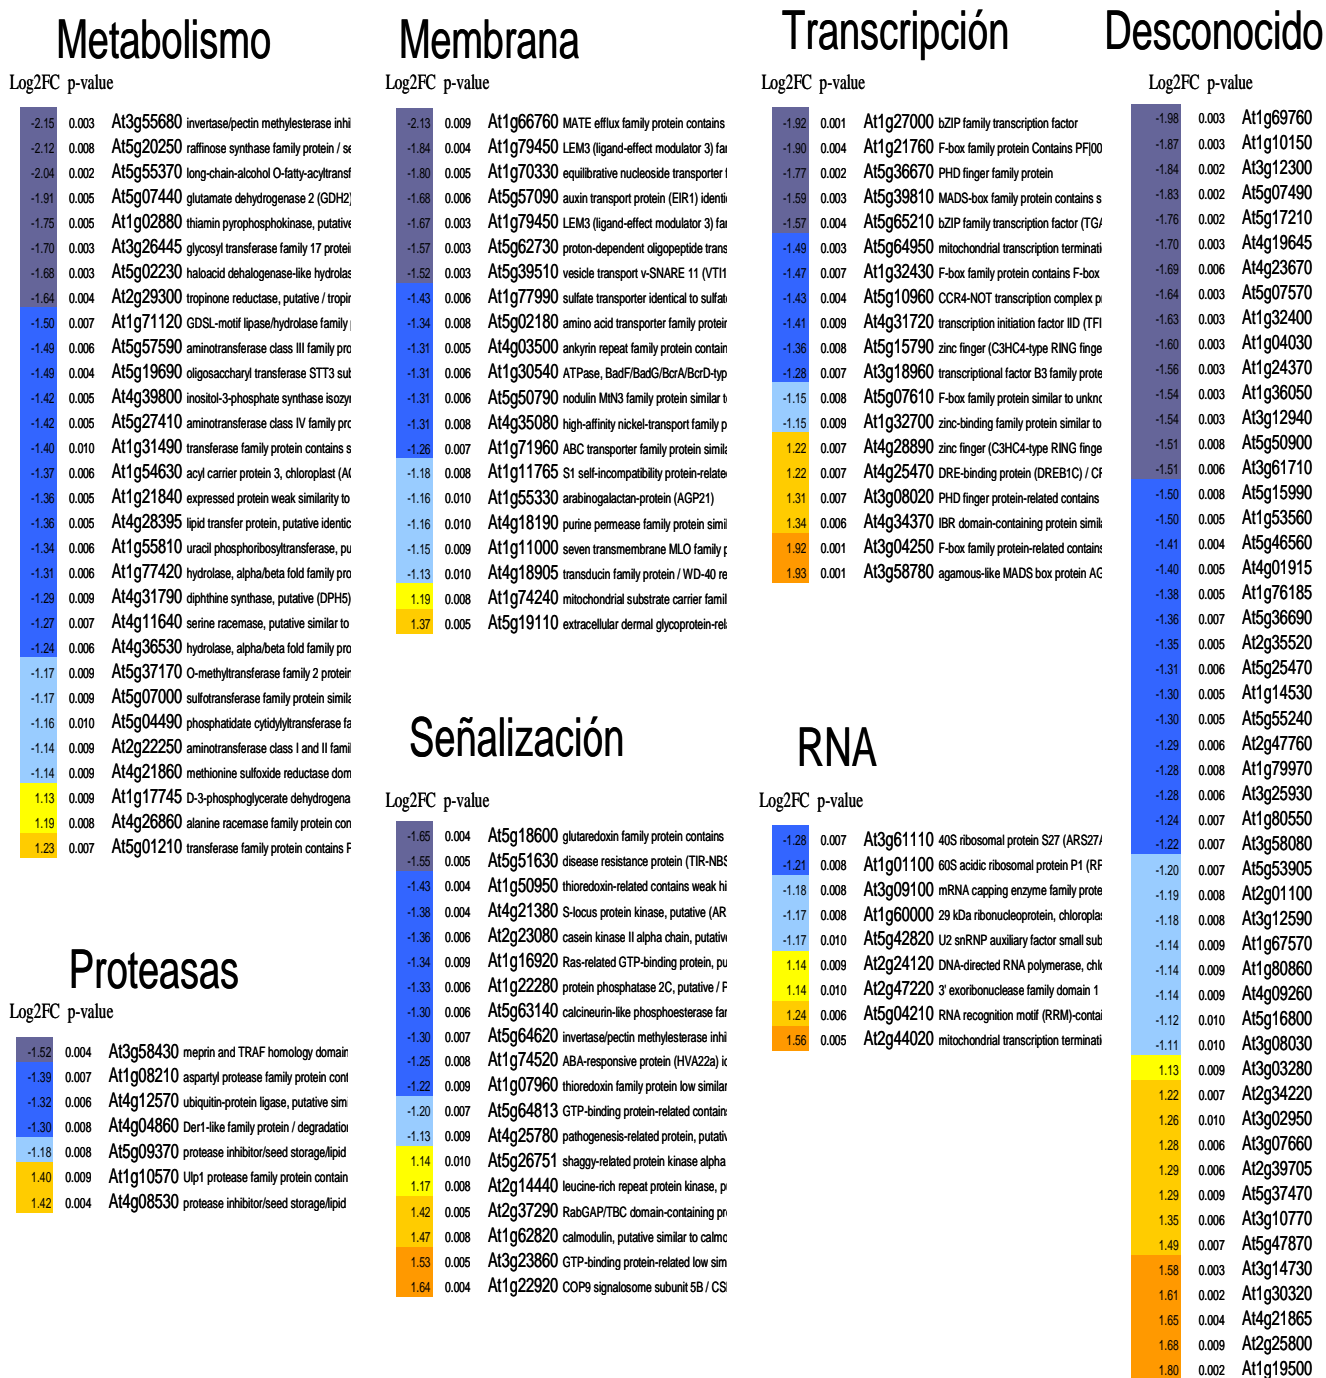 Metabolismo
Log2FC p-value
-2.15 0.003 At3g55680 invertase/pectin methylesterase inhi
-2.12 0.008 At5g20250 raffinose synthase family protein / se
-2.04 0.002 At5g55370 long-chain-alcohol O-fatty-acyltransf
-1.91 0.005 At5g07440 glutamate dehydrogenase 2 (GDH2)
-1.75 0.005 At1g02880 thiamin pyrophosphokinase, putative
-1.70 0.003 At3g26445 glycosyl transferase family 17 protei
-1.68 0.003 At5g02230 haloacid dehalogenase-like hydrolas
-1.64 0.004 At2g29300 tropinone reductase, putative / tropir
-1.50 0.007 At1g71120 GDSL-motif lipase/hydrolase family
-1.49 0.006 At5g57590 aminotransferase class III family pro
-1.49 0.004 At5g19690 oligosaccharyl transferase STT3 sub
-1.42 0.005 At4g39800 inositol-3-phosphate synthase isozy
-1.42 0.005 At5g27410 aminotransferase class IV family prc
-1.40 0.010 At1g31490 transferase family protein contains s
-1.37 0.006 At1g54630 acyl carrier protein 3, chloroplast (A
-1.36 0.005 At1g21840 expressed protein weak similarity to
-1.36 0.005 At4g28395 lipid transfer protein, putative identic
-1.34 0.006 At1g55810 uracil phosphoribosyltransferase, pu
-1.31 0.006 At1g77420 hydrolase, alpha/beta fold family pro
-1.29 0.009 At4g31790 diphthine synthase, putative (DPH5)
-1.27 0.007 At4g11640 serine racemase, putative similar to
-1.24 0.006 At4g36530 hydrolase, alpha/beta fold family pro
-1.17 0.009 At5g37170 O-methyltransferase family 2 protein
-1.17 0.009 At5g07000 sulfotransferase family protein simila
-1.16 0.010 At5g04490 phosphatidate cytidylyltransferase fa
-1.14 0.009 At2g22250 aminotransferase class I and II famil
-1.14 0.009 At4g21860 methionine sulfoxide reductase dom
1.13 0.009 At1g17745 D-3-phosphoglycerate dehydrogena
1.19 0.008 At4g26860 alanine racemase family protein con
1.23 0.007 At5g01210 transferase family protein contains F
Proteasas
Log2FC p-value
-1.52 0.004 At3g58430 meprin and TRAF homology domain
-1.39 0.007 At1g08210 aspartyl protease family protein cont
-1.32 0.006 At4g12570 ubiquitin-protein ligase, putative simi
-1.30 0.008 At4g04860 Der1-like family protein / degradatio
-1.18 0.008 At5g09370 protease inhibitor/seed storage/lipid
1.40 0.009 At1g10570 Ulp1 protease family protein contain
1.42 0.004 At4g08530 protease inhibitor/seed storage/lipid
Membrana
Log2FC p-value
-2.13 0.009 At1g66760 MATE efflux family protein contains
-1.84 0.004 At1g79450 LEM3 (ligand-effect modulator 3) fa
-1.80 0.005 At1g70330 equilibrative nucleoside transporter f
-1.68 0.006 At5g57090 auxin transport protein (EIR1) identi
-1.67 0.003 At1g79450 LEM3 (ligand-effect modulator 3) fa
-1.57 0.003 At5g62730 proton-dependent oligopeptide trans
-1.52 0.003 At5g39510 vesicle transport v-SNARE 11 (VTI1
-1.43 0.006 At1g77990 sulfate transporter identical to sulfat
-1.34 0.008 At5g02180 amino acid transporter family protein
-1.31 0.005 At4g03500 ankyrin repeat family protein contain
-1.31 0.006 At1g30540 ATPase, BadF/BadG/BcrA/BcrD-typ
-1.31 0.006 At5g50790 nodulin MtN3 family protein similar t
-1.31 0.008 At4g35080 high-affinity nickel-transport family p
-1.26 0.007 At1g71960 ABC transporter family protein simila
-1.18 0.008 At1g11765 S1 self-incompatibility protein-relate
-1.16 0.010 At1g55330 arabinogalactan-protein (AGP21)
-1.16 0.010 At4g18190 purine permease family protein simil
-1.15 0.009 At1g11000 seven transmembrane MLO family p
-1.13 0.010 At4g18905 transducin family protein / WD-40 re
1.19 0.008 At1g74240 mitochondrial substrate carrier famil
1.37 0.005 At5g19110 extracellular dermal glycoprotein-rel
Señalización
Log2FC p-value
-1.65 0.004 At5g18600 glutaredoxin family protein contains
-1.55 0.005 At5g51630 disease resistance protein (TIR-NBS
-1.43 0.004 At1g50950 thioredoxin-related contains weak hi
-1.38 0.004 At4g21380 S-locus protein kinase, putative (AR
-1.36 0.006 At2g23080 casein kinase II alpha chain, putative
-1.34 0.009 At1g16920 Ras-related GTP-binding protein, pu
-1.33 0.006 At1g22280 protein phosphatase 2C, putative / P
-1.30 0.006 At5g63140 calcineurin-like phosphoesterase far
-1.30 0.007 At5g64620 invertase/pectin methylesterase inhi
-1.25 0.008 At1g74520 ABA-responsive protein (HVA22a) ic
-1.22 0.009 At1g07960 thioredoxin family protein low similar
-1.20 0.007 At5g64813 GTP-binding protein-related contain
-1.13 0.009 At4g25780 pathogenesis-related protein, putativ
1.14 0.010 At5g26751 shaggy-related protein kinase alpha
1.17 0.008 At2g14440 leucine-rich repeat protein kinase, p
1.42 0.005 At2g37290 RabGAP/TBC domain-containing pr
1.47 0.008 At1g62820 calmodulin, putative similar to calmo
1.53 0.005 At3g23860 GTP-binding protein-related low sim
1.64 0.004 At1g22920 COP9 signalosome subunit 5B / CS
Transcripción
Log2FC p-value
-1.92 0.001 At1g27000 bZIP family transcription factor
-1.90 0.004 At1g21760 F-box family protein Contains PF|00
-1.77 0.002 At5g36670 PHD finger family protein
-1.59 0.003 At5g39810 MADS-box family protein contains s
-1.57 0.004 At5g65210 bZIP family transcription factor (TGA
-1.49 0.003 At5g64950 mitochondrial transcription terminati
-1.47 0.007 At1g32430 F-box family protein contains F-box
-1.43 0.004 At5g10960 CCR4-NOT transcription complex p
-1.41 0.009 At4g31720 transcription initiation factor IID (TFI
-1.36 0.008 At5g15790 zinc finger (C3HC4-type RING finge
-1.28 0.007 At3g18960 transcriptional factor B3 family prote
-1.15 0.008 At5g07610 F-box family protein similar to unkno
-1.15 0.009 At1g32700 zinc-binding family protein similar to
1.22 0.007 At4g28890 zinc finger (C3HC4-type RING finge
1.22 0.007 At4g25470 DRE-binding protein (DREB1C) / CF
1.31 0.007 At3g08020 PHD finger protein-related contains
1.34 0.006 At4g34370 IBR domain-containing protein simila
1.92 0.001 At3g04250 F-box family protein-related contains
1.93 0.001 At3g58780 agamous-like MADS box protein AG
RNA
Log2FC p-value
-1.28 0.007 At3g61110 40S ribosomal protein S27 (ARS27A
-1.21 0.008 At1g01100 60S acidic ribosomal protein P1 (RF
-1.18 0.008 At3g09100 mRNA capping enzyme family prote
-1.17 0.008 At1g60000 29 kDa ribonucleoprotein, chloroplas
-1.17 0.010 At5g42820 U2 snRNP auxiliary factor small sub
1.14 0.009 At2g24120 DNA-directed RNA polymerase, chlo
1.14 0.010 At2g47220 3' exoribonuclease family domain 1
1.24 0.006 At5g04210 RNA recognition motif (RRM)-contai
1.56 0.005 At2g44020 mitochondrial transcription terminati
Desconocido
Log2FC p-value
-1.98 0.003 At1g69760
-1.87 0.003 At1g10150
-1.84 0.002 At3g12300
-1.83 0.002 At5g07490
-1.76 0.002 At5g17210
-1.70 0.003 At4g19645
-1.69 0.006 At4g23670
-1.64 0.003 At5g07570
-1.63 0.003 At1g32400
-1.60 0.003 At1g04030
-1.56 0.003 At1g24370
-1.54 0.003 At1g36050
-1.54 0.003 At3g12940
-1.51 0.008 At5g50900
-1.51 0.006 At3g61710
-1.50 0.008 At5g15990
-1.50 0.005 At1g53560
-1.41 0.004 At5g46560
-1.40 0.005 At4g01915
-1.38 0.005 At1g76185
-1.36 0.007 At5g36690
-1.35 0.005 At2g35520
-1.31 0.006 At5g25470
-1.30 0.005 At1g14530
-1.30 0.005 At5g55240
-1.29 0.006 At2g47760
-1.28 0.008 At1g79970
-1.28 0.006 At3g25930
-1.24 0.007 At1g80550
-1.22 0.007 At3g58080
-1.20 0.007 At5g53905
-1.19 0.008 At2g01100
-1.18 0.008 At3g12590
-1.14 0.009 At1g67570
-1.14 0.009 At1g80860
-1.14 0.009 At4g09260
-1.12 0.010 At5g16800
-1.11 0.010 At3g08030
1.13 0.009 At3g03280
1.22 0.007 At2g34220
1.26 0.010 At3g02950
1.28 0.006 At3g07660
1.29 0.006 At2g39705
1.29 0.009 At5g37470
1.35 0.006 At3g10770
1.49 0.007 At5g47870
1.58 0.003 At3g14730
1.61 0.002 At1g30320
1.65 0.004 At4g21865
1.68 0.009 At2g25800
1.80 0.002 At1g19500